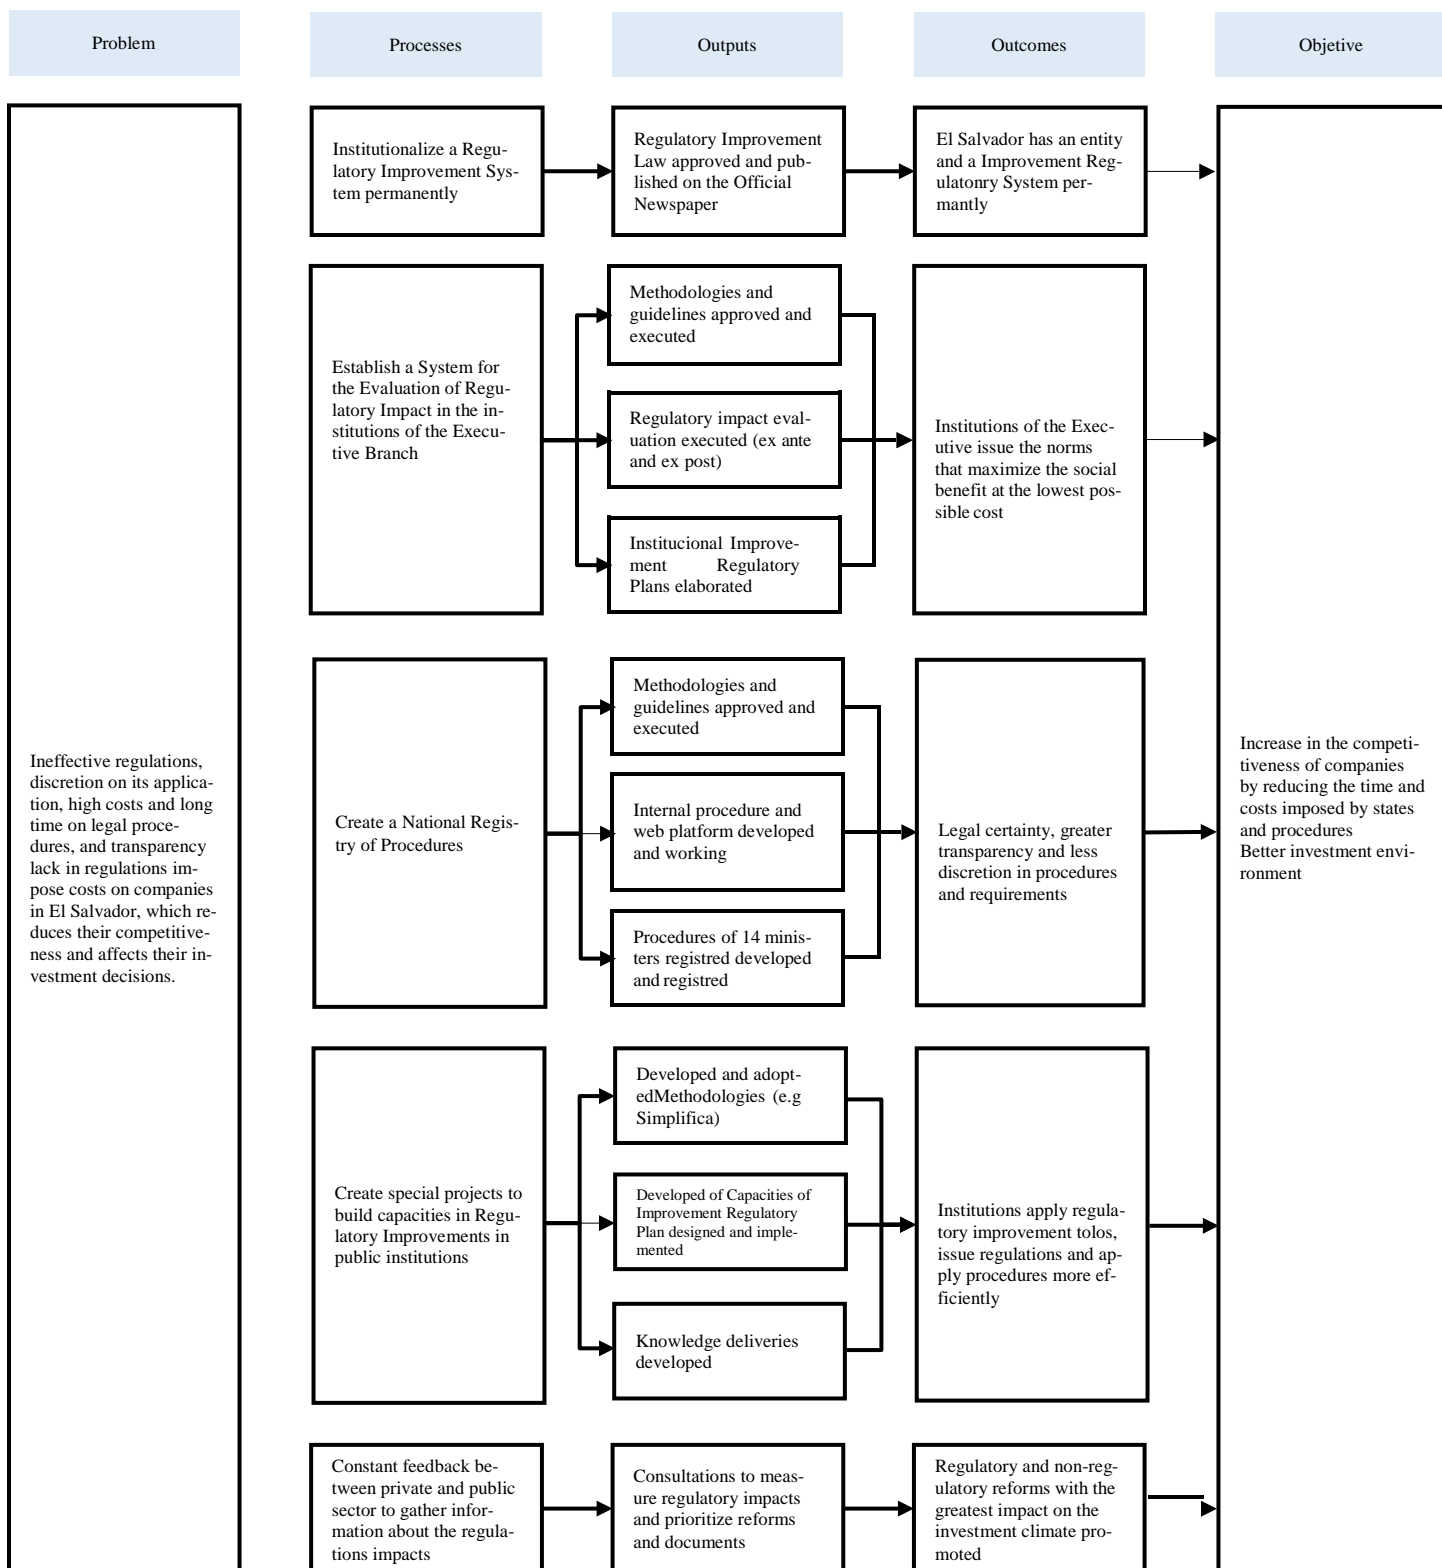 Problem
Processes
Outputs
Outcomes
Objetive
Ineffective regulations,
discretion on its applica-
tion, high costs and long
time on legal proce-
dures, and transparency
lack in regulations im-
pose costs on companies
in El Salvador, which re-
duces their competitive-
ness and affects their in-
vestment decisions.
Institutionalize a Regu-
latory Improvement Sys-
tem permanently
Regulatory Improvement
Law approved and pub-
lished on the Official
Newspaper
El Salvador has an entity
and a Improvement Reg-
ulatonry System per-
mantly
Establish a System for
the Evaluation of Regu-
latory Impact in the in-
stitutions of the Execu-
tive Branch
Methodologies and
guidelines approved and
executed
Regulatory impact eval-
uation executed (ex ante
and ex post)
Institucional Improve-
ment Regulatory
Plans elaborated
Institutions of the Exec-
utive issue the norms
that maximize the social
benefit at the lowest pos-
sible cost
Create a National Regis-
try of Procedures
Methodologies and
guidelines approved and
executed
Internal procedure and
web platform developed
and working
Procedures of 14 minis-
ters registred developed
and registred
Legal certainty, greater
transparency and less
discretion in procedures
and requirements
Create special projects to
build capacities in Regu-
latory Improvements in
public institutions
Developed and adopt-
edMethodologies (e.g
Simplifica)
Developed of Capacities of
Improvement Regulatory
Plan designed and imple-
mented
Knowledge deliveries
developed
Institutions apply regula-
tory improvement tolos,
issue regulations and ap-
ply procedures more ef-
ficiently
Constant feedback be-
tween private and public
sector to gather infor-
mation about the regula-
tions impacts
Consultations to meas-
ure regulatory impacts
and prioritize reforms
and documents
Regulatory and non-reg-
ulatory reforms with the
greatest impact on the
investment climate pro-
moted
Increase in the competi-
tiveness of companies
by reducing the time and
costs imposed by states
and procedures
Better investment envi-
ronment